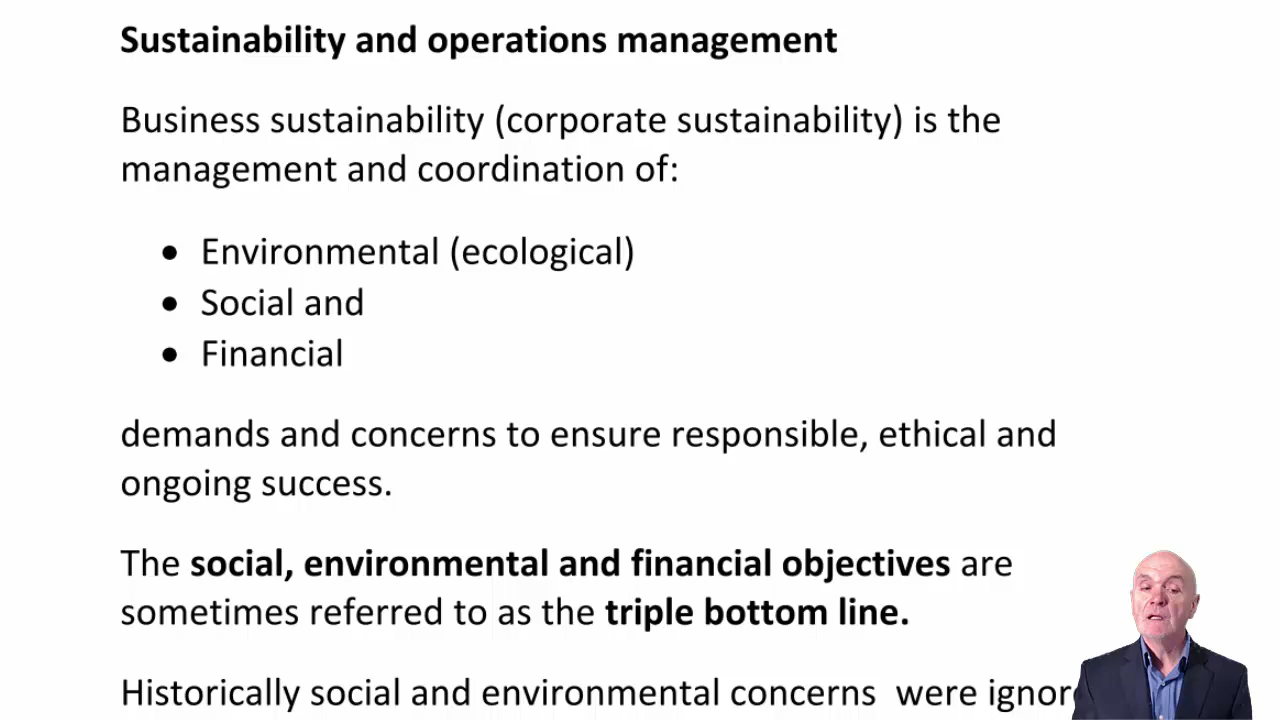 Sustainability and operations management
Business sustainability (corporate sustainability) is the
management and coordination of:
• Environmental (ecological)
• Social and
• Financial
demands and concerns to ensure responsible, ethical and
ongoing success.
The social, environmental and financial objectives are
sometimes referred to as the triple bottom line.
Historically social and environmental concerns were